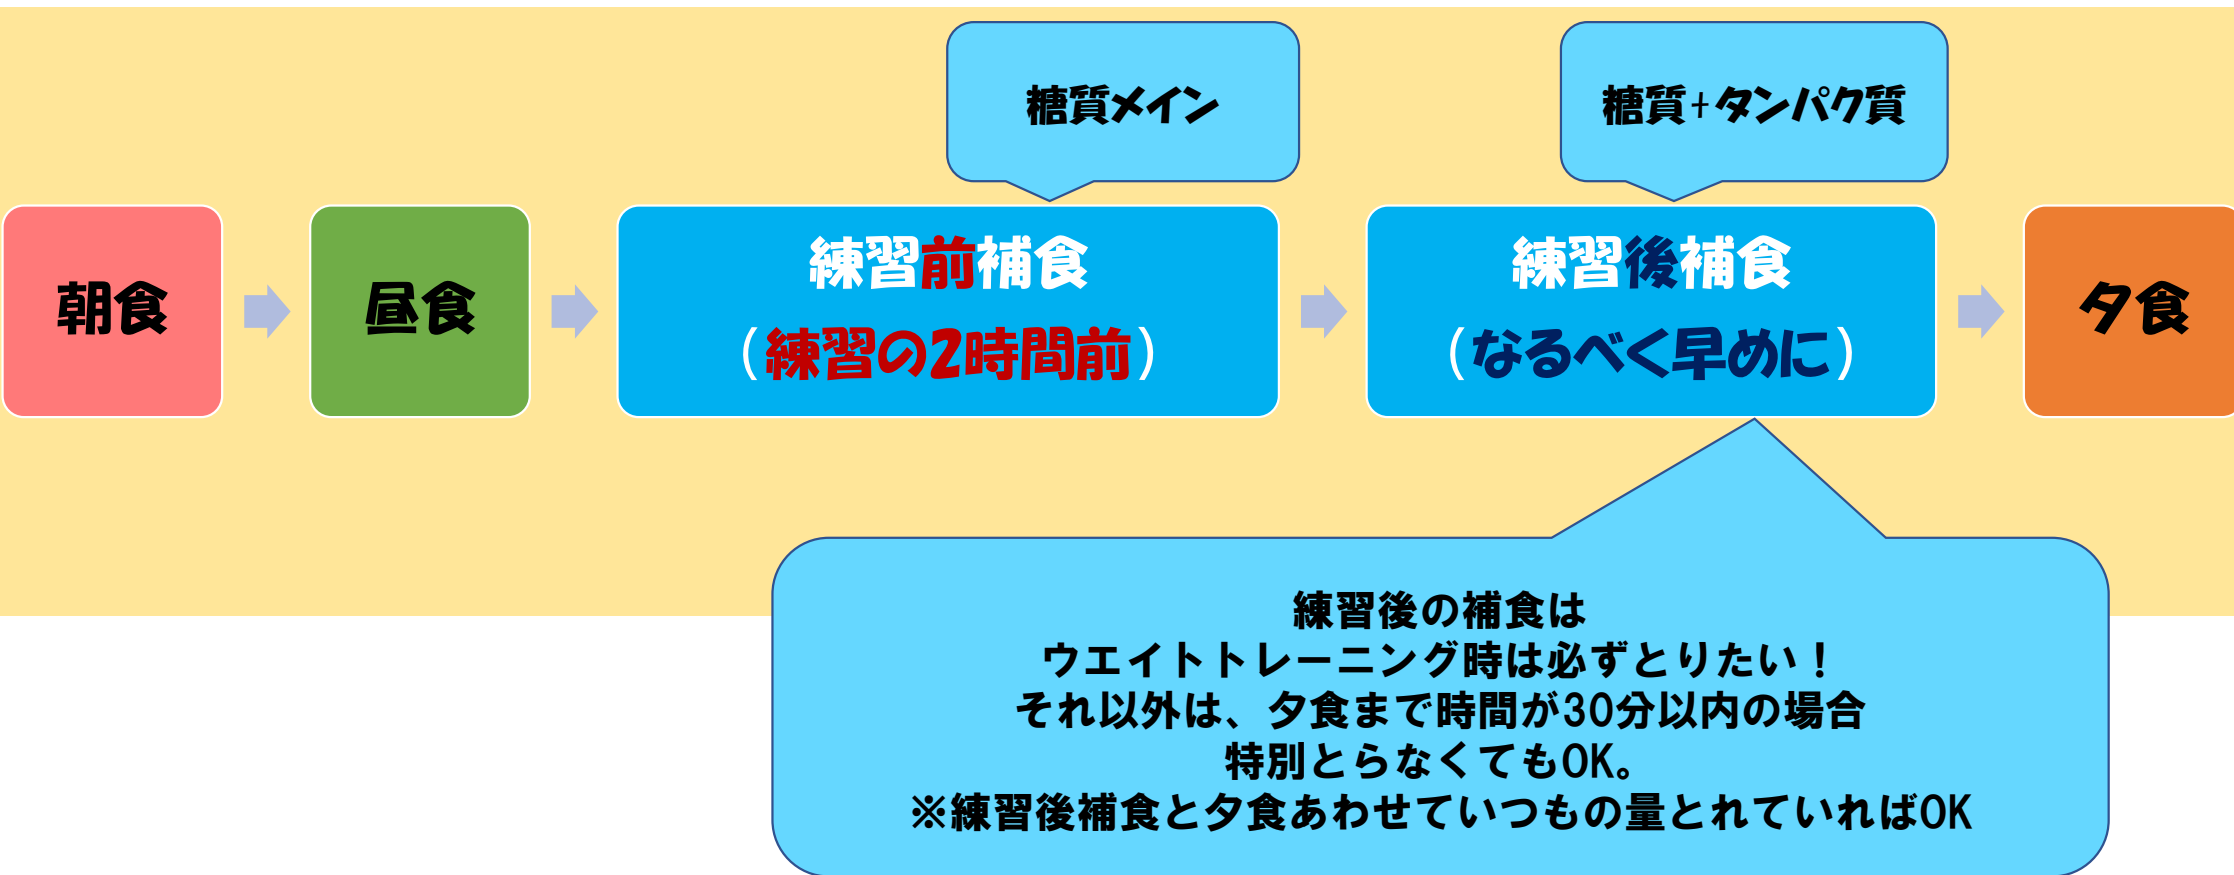 糖質メイン
糖質+タンパク質
朝食
昼食
練習前補食
(練習の2時間前)
練習後補食
(なるべく早めに)
夕食
練習後の補食は
ウエイトトレーニング時は必ずとりたい！
それ以外は、夕食まで時間が30分以内の場合
特別とらなくてもOK。
※練習後補食と夕食あわせていつもの量とれていればOK